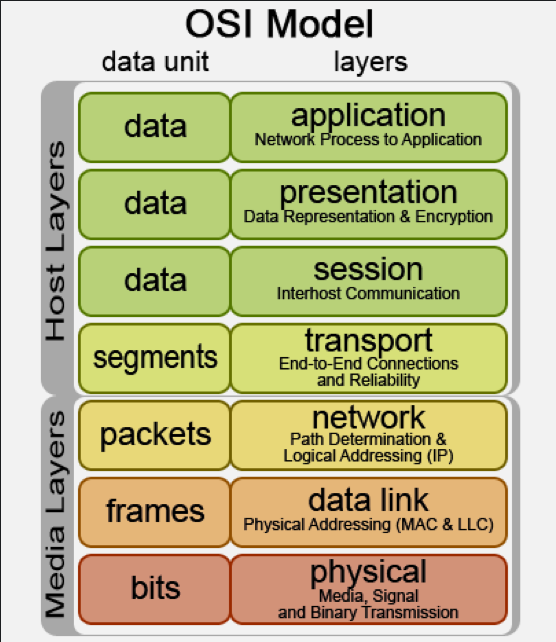 OSI Model
data unit
layers
Host Layers
data
application
Network Process to Application
data
presentation
Data Representation & Encryption
data
session
Interhost Communication
segments
transport
End-to-End Connections
and Reliability
Media Layers
packets
network
Path Determination &
Logical Addressing (IP)
frames
data link
Physical Addressing (MAC & LLC)
bits
physical
Media, Signal
and Binary Transmission